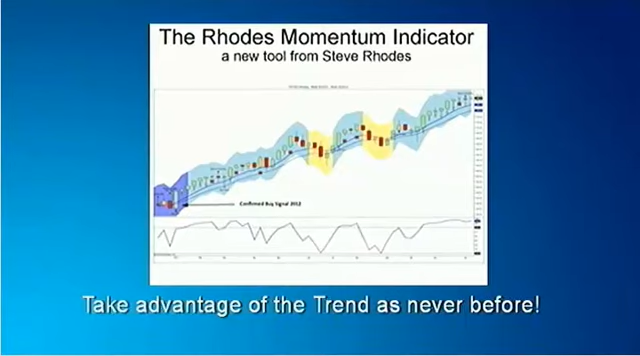 The Rhodes Momentum Indicator
a new tool from Steve Rhodes
Confirmed Buy Signal 2012
Take advantage of the Trend as never before!